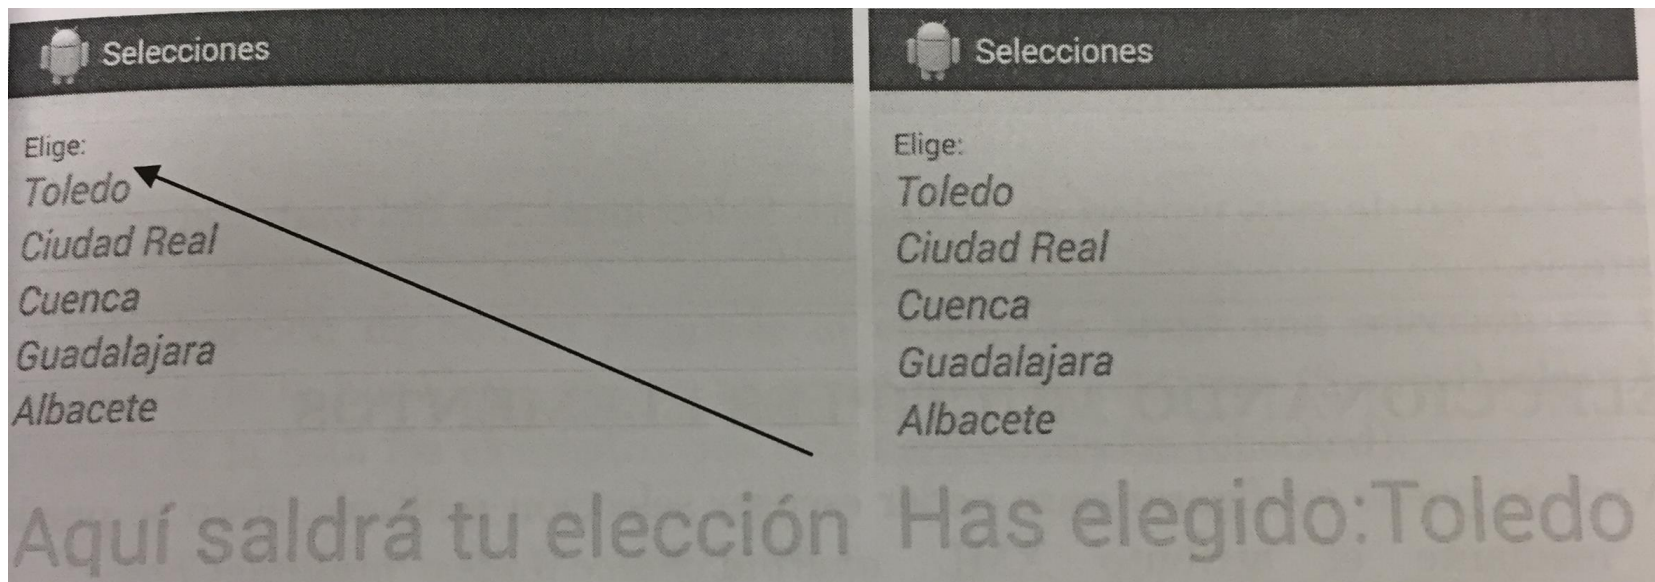 Selecciones
Elige:
Toledo
Ciudad Real
Cuenca
Guadalajara
Albacete
Aquí saldrá tu elección
Selecciones
Elige:
Toledo
Ciudad Real
Cuenca
Guadalajara
Albacete
Has elegido:Toledo